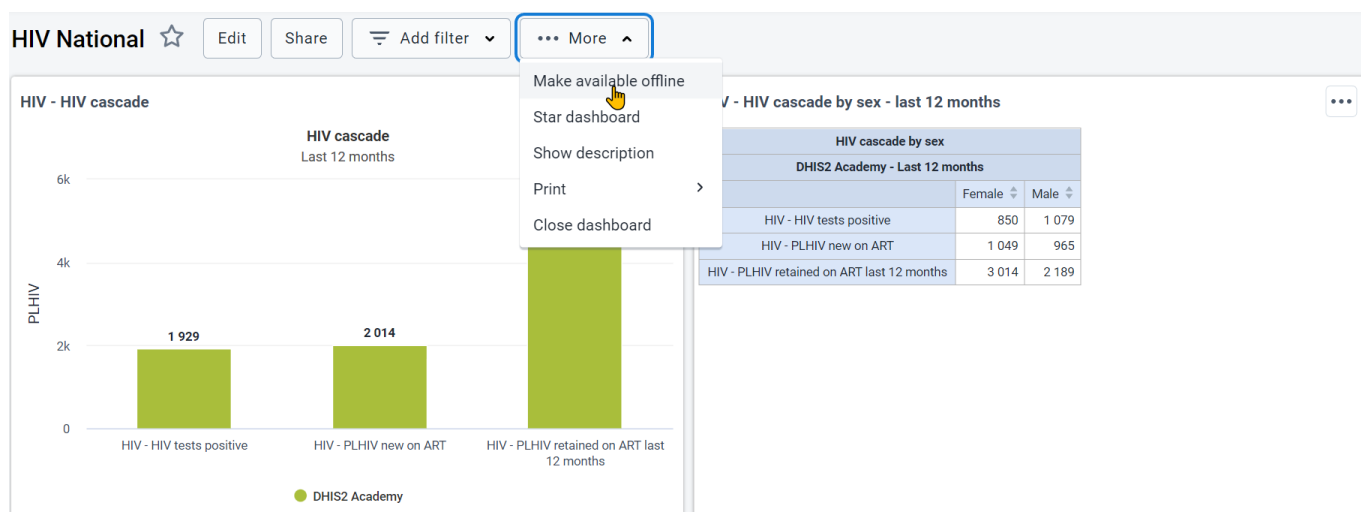 HIV National
Edit
Share
Add filter
More
Make available offline
Star dashboard
Show description
Print
Close dashboard
HIV - HIV cascade
HIV cascade
Last 12 months
6k
4k
2k
0
PLHIV
1 929
2 014
HIV - HIV tests positive
HIV - PLHIV new on ART
HIV - PLHIV retained on ART last
12 months
DHIS2 Academy
V - HIV cascade by sex - last 12 months
HIV cascade by sex
DHIS2 Academy - Last 12 months
Female Male
HIV - HIV tests positive 850 1 079
HIV - PLHIV new on ART 1 049 965
HIV - PLHIV retained on ART last 12 months 3 014 2 189